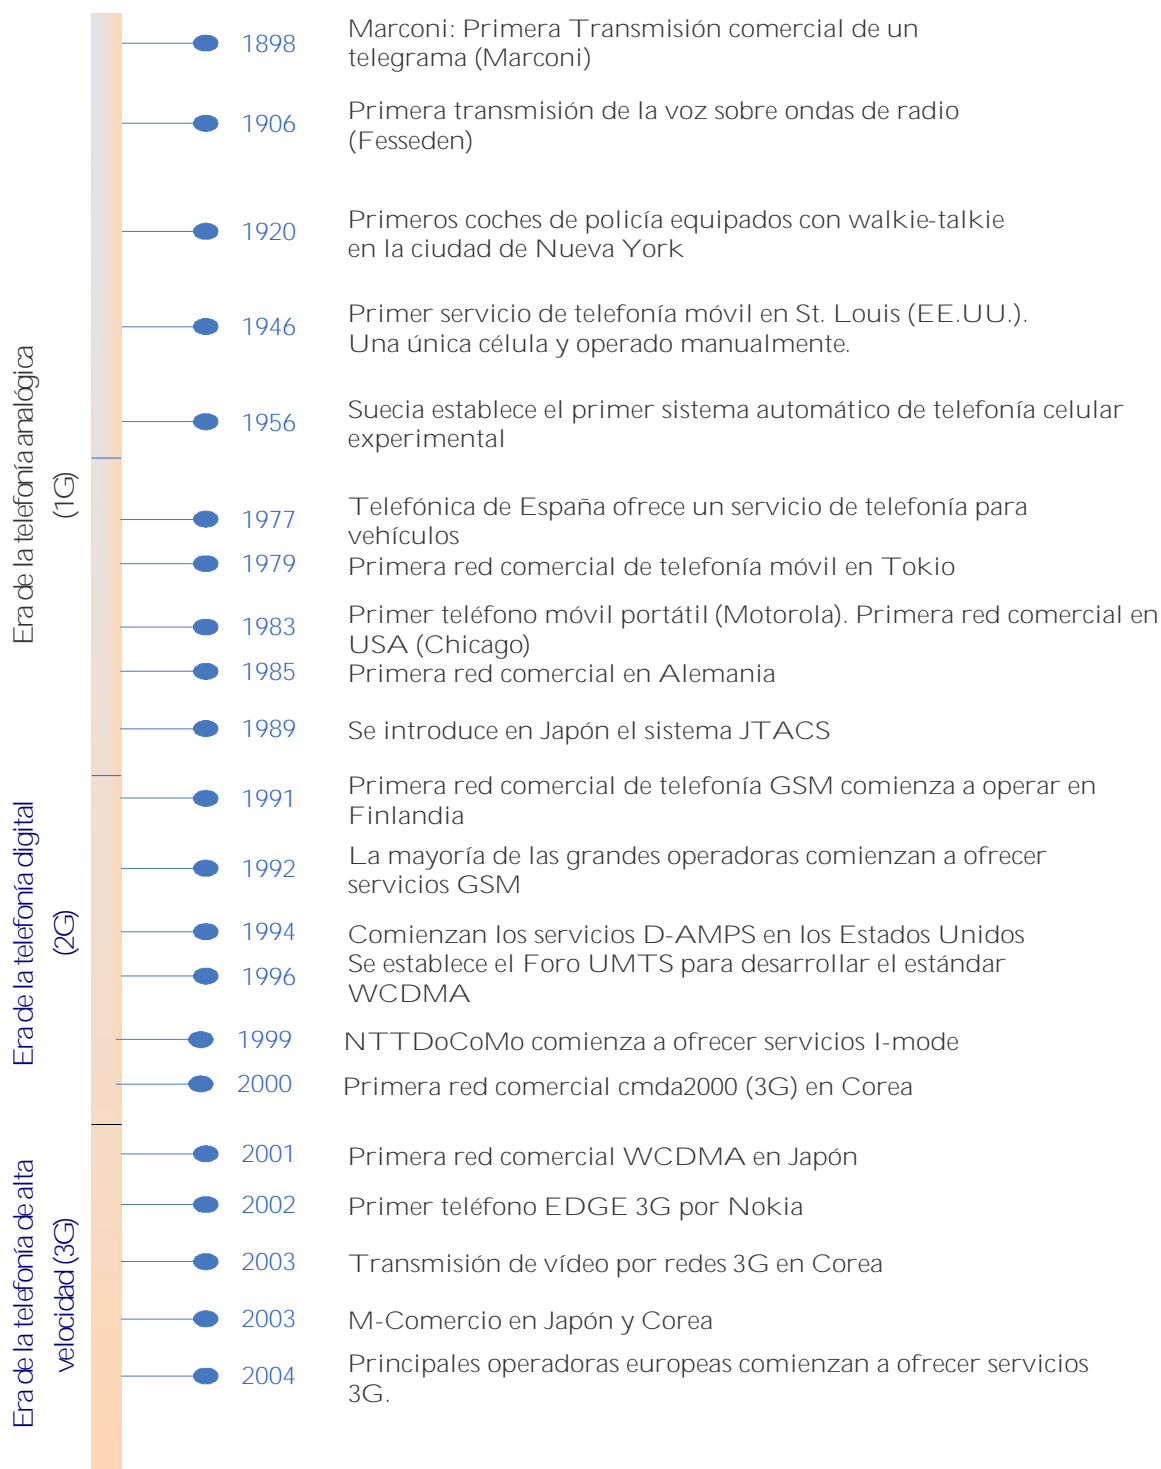 1898 Marconi: Primera Transmisión comercial de un
telegrama (Marconi)
1906 Primera transmisión de la voz sobre ondas de radio
(Fesseden)
1920 Primeros coches de policía equipados con walkie-talkie
en la ciudad de Nueva York
1946 Primer servicio de telefonía móvil en St. Louis (EE.UU.).
Una única célula y operado manualmente.
1956 Suecia establece el primer sistema automático de telefonía celular
experimental
Era de la telefonía analógica
(1G)
1977 Telefónica de España ofrece un servicio de telefonía para
vehículos
1979 Primera red comercial de telefonía móvil en Tokio
1983 Primer teléfono móvil portátil (Motorola). Primera red comercial en
USA (Chicago)
1985 Primera red comercial en Alemania
1989 Se introduce en Japón el sistema JTACS
1991 Primera red comercial de telefonía GSM comienza a operar en
Finlandia
1992 La mayoría de las grandes operadoras comienzan a ofrecer
servicios GSM
Era de la telefonía digital
(2G)
1994 Comienzan los servicios D-AMPS en los Estados Unidos
1996 Se establece el Foro UMTS para desarrollar el estándar
WCDMA
1999 NTTDoCoMo comienza a ofrecer servicios I-mode
2000 Primera red comercial cmda2000 (3G) en Corea
2001 Primera red comercial WCDMA en Japón
2002 Primer teléfono EDGE 3G por Nokia
Era de la telefonía de alta
velocidad (3G)
2003 Transmisión de vídeo por redes 3G en Corea
2003 M-Comercio en Japón y Corea
2004 Principales operadoras europeas comienzan a ofrecer servicios
3G.